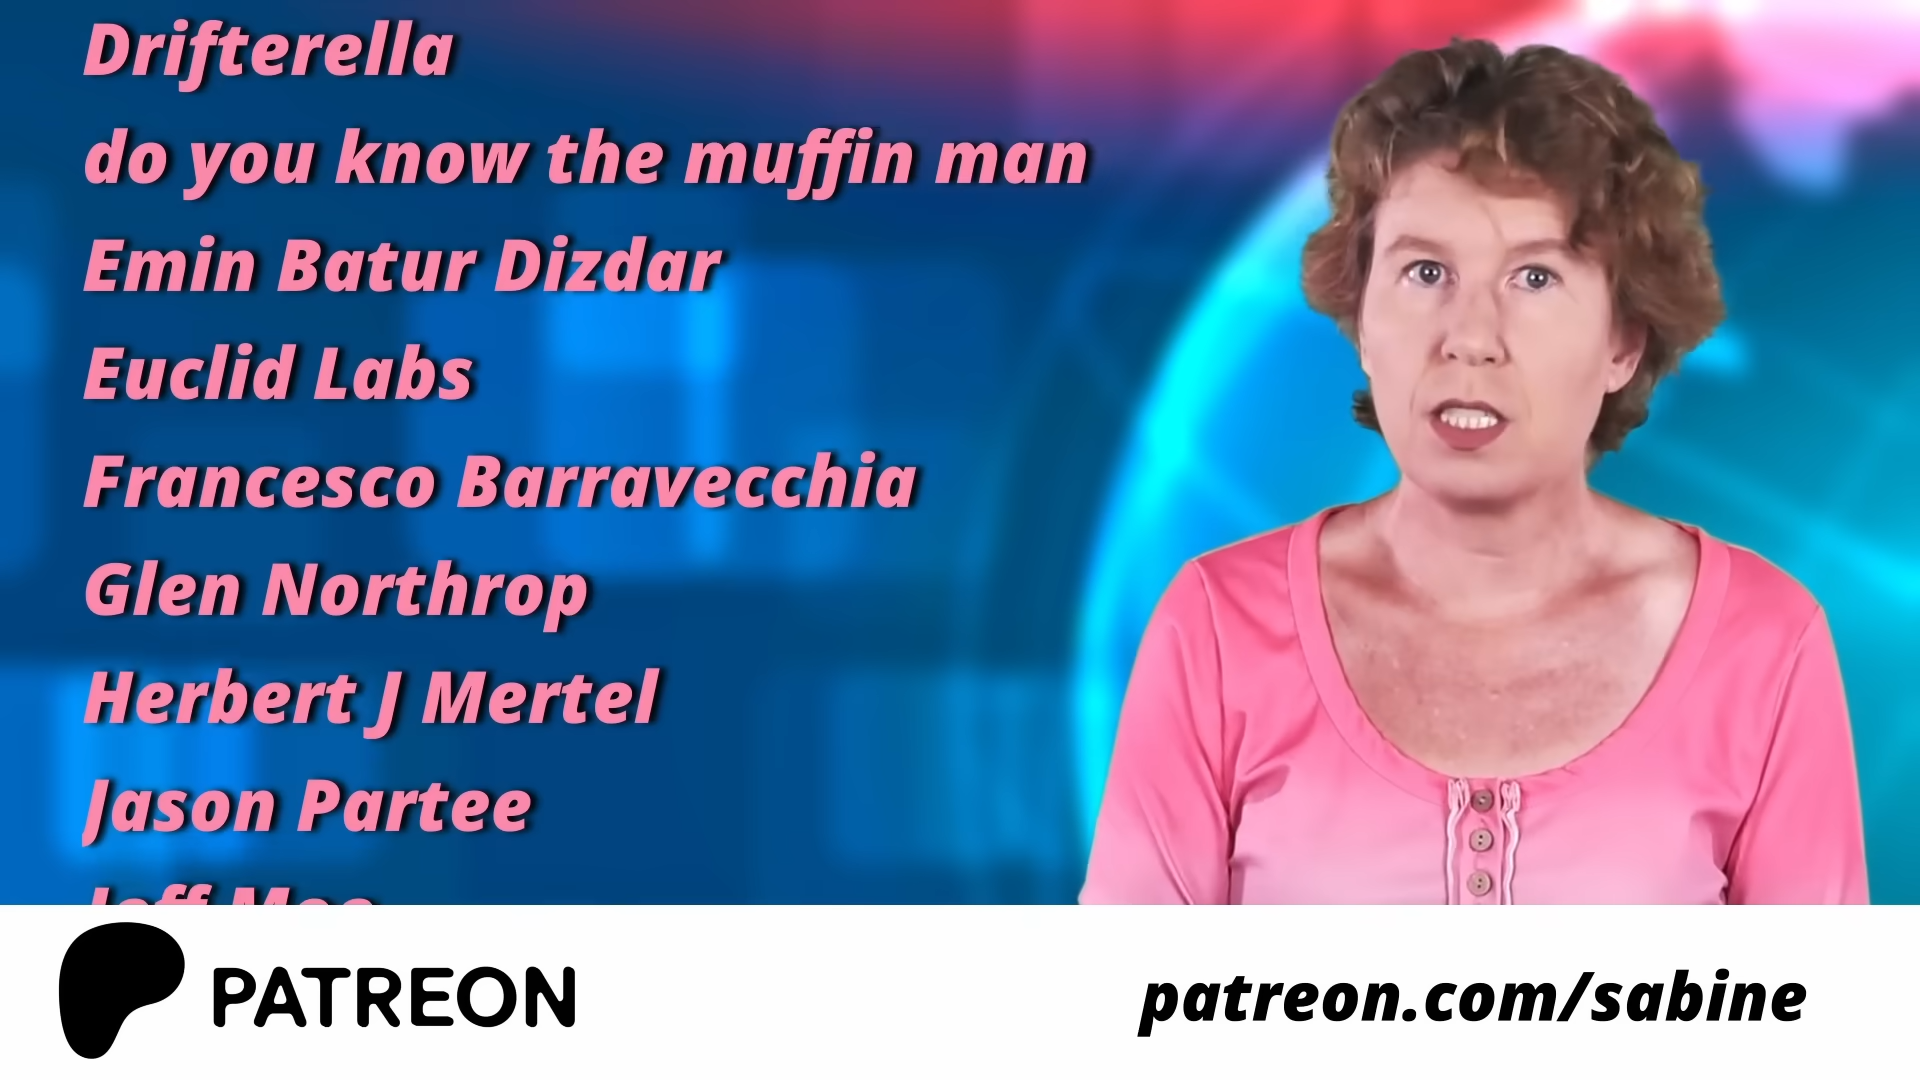 Drifterella
do you know the muffin man
Emin Batur Dizdar
Euclid Labs
Francesco Barravecchia
Glen Northrop
Herbert J Mertel
Jason Partee
PATREON
patreon.com/sabine